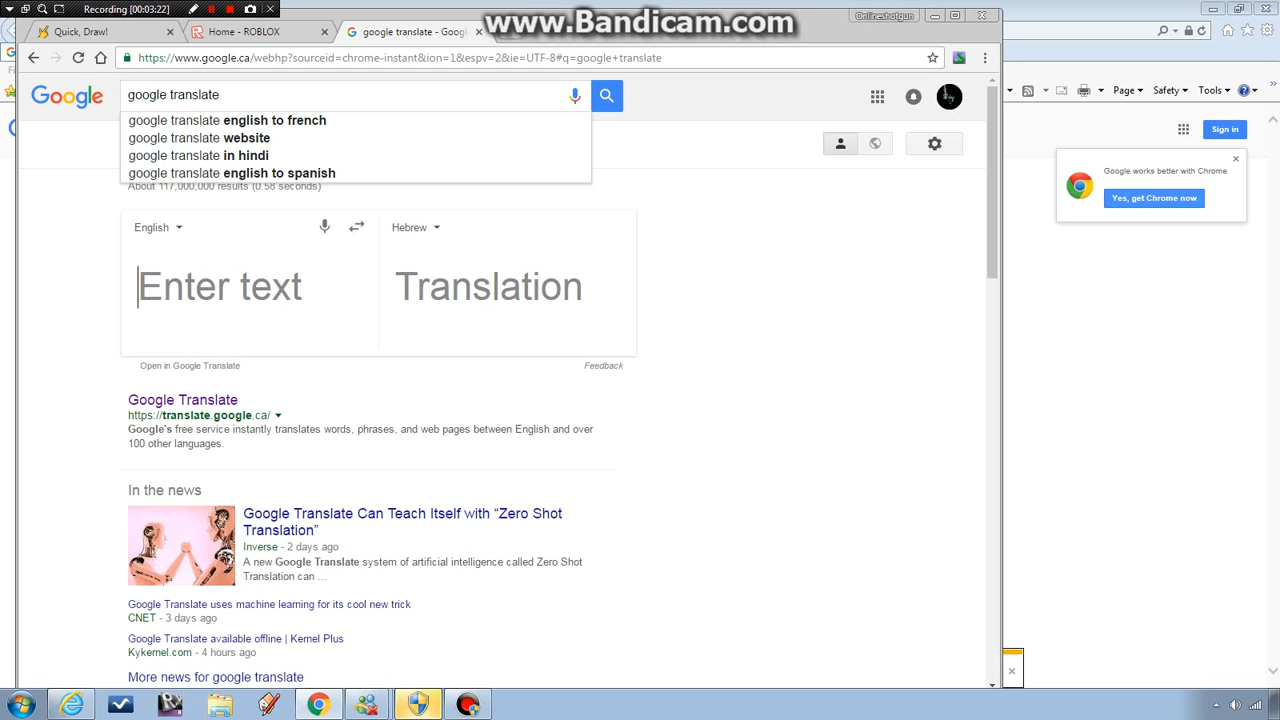 Recording [00:03:22]
www.Bandicam.com
Onlineshotgun
Quick, Draw!
Home - ROBLOX
google translate - Googl
https://www.google.ca/webhp?sourceid=chrome-instant&ion=1&espv=2&ie=UTF-8#q=google+translate
Page
Safety
Tools
Google
google translate
google translate english to french
google translate website
google translate in hindi
google translate english to spanish
About 117,000,000 results (0.58 seconds)
Sign in
Google works better with Chrome
Yes, get Chrome now
English
Hebrew
Enter text
Translation
Open in Google Translate
Feedback
Google Translate
https://translate.google.ca/
Google's free service instantly translates words, phrases, and web pages between English and over
100 other languages.
In the news
Google Translate Can Teach Itself with “Zero Shot
Translation”
Inverse - 2 days ago
A new Google Translate system of artificial intelligence called Zero Shot
Translation can ...
Google Translate uses machine learning for its cool new trick
CNET - 3 days ago
Google Translate available offline | Kernel Plus
Kykernel.com - 4 hours ago
More news for google translate